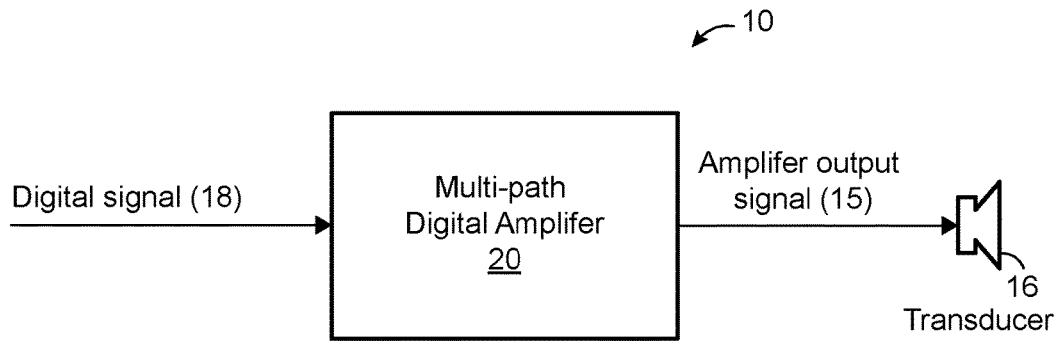 10
Digital signal (18)
Multi-path
Digital Amplifer
20
Amplifer output
signal (15)
16
Transducer